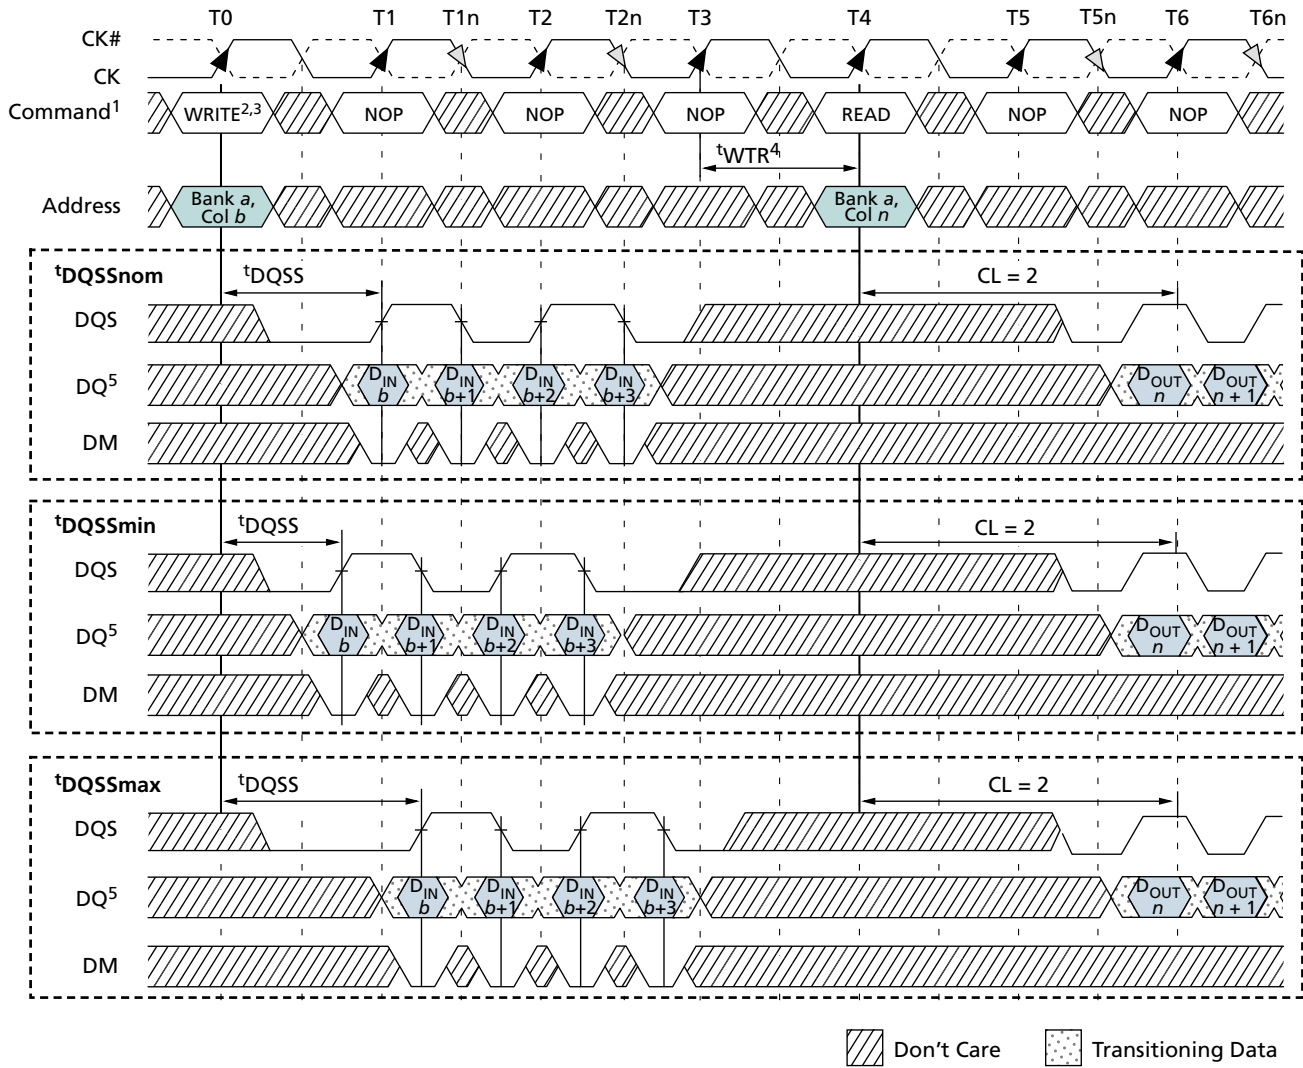 T0 T1 T1n T2 T2n T3 T4 T5 T5n T6 T6n
CK#
CK
Command1 WRITE2,3 NOP NOP NOP READ NOP NOP
tWTR4
Address Bank a, Col b Bank a, Col n
tDQSSnom tDQSS CL = 2
DQS
DQ5 DIN b DIN b+1 DIN b+2 DIN b+3 DOUT n DOUT n + 1
DM
tDQSSmin tDQSS CL = 2
DQS
DQ5 DIN b DIN b+1 DIN b+2 DIN b+3 DOUT n DOUT n + 1
DM
tDQSSmax tDQSS CL = 2
DQS
DQ5 DIN b DIN b+1 DIN b+2 DIN b+3 DOUT n DOUT n + 1
DM
Don't Care Transitioning Data